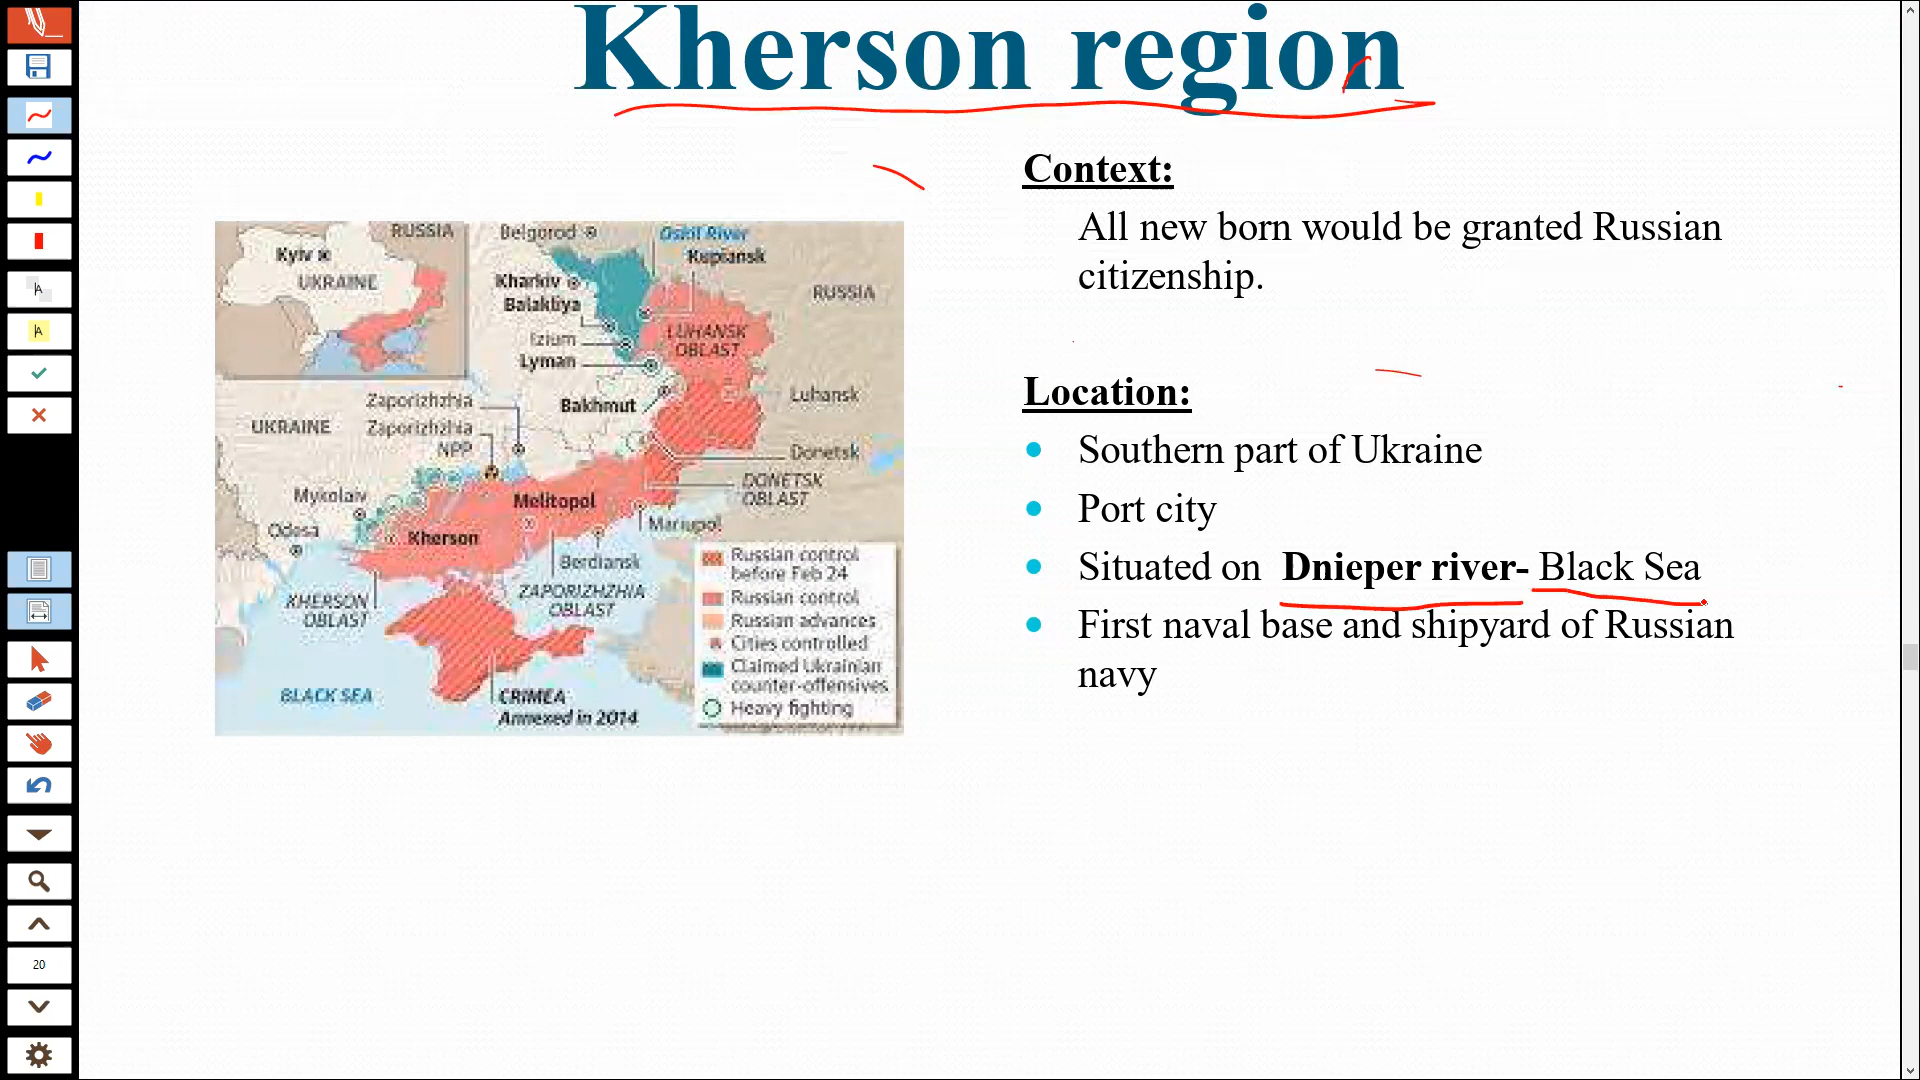 Kherson region
Context:
All new born would be granted Russian
citizenship.
Location:
Southern part of Ukraine
Port city
Situated on Dnieper river- Black Sea
First naval base and shipyard of Russian
navy
RUSSIA
Kyiv
UKRAINE
Belgorod
Oskil River
Kupiansk
Kharkiv
Balakliya
RUSSIA
Izium
LUHANSK
OBLAST
Lyman
Zaporizhzhia
Bakhmut
Luhansk
UKRAINE
Zaporizhzhia
NPP
Donetsk
DONETSK
OBLAST
Mykolaiv
Melitopol
Odesa
Kherson
Mariupol
Berdiansk
KHERSON
OBLAST
ZAPORIZHZHIA
OBLAST
BLACK SEA
CRIMEA
Annexed in 2014
Russian control
before Feb 24
Russian control
Russian advances
Cities controlled
Claimed Ukrainian
counter-offensives
Heavy fighting
A
A
20